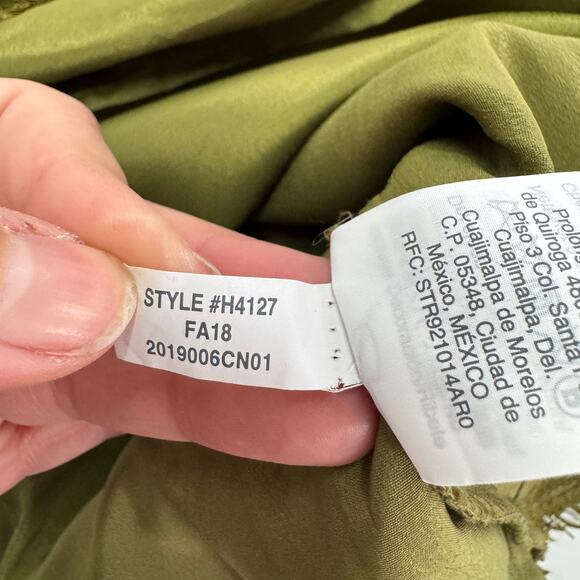 STYLE #H4127
FA18
2019006CN01
de Quiroga
Piso 3 Col. Santa
Cuajimalpa, Del.
Cuajimalpa de Morelos
C.P. 05348, Ciudad de
México, MEXICO
RFC: STR921014AR0